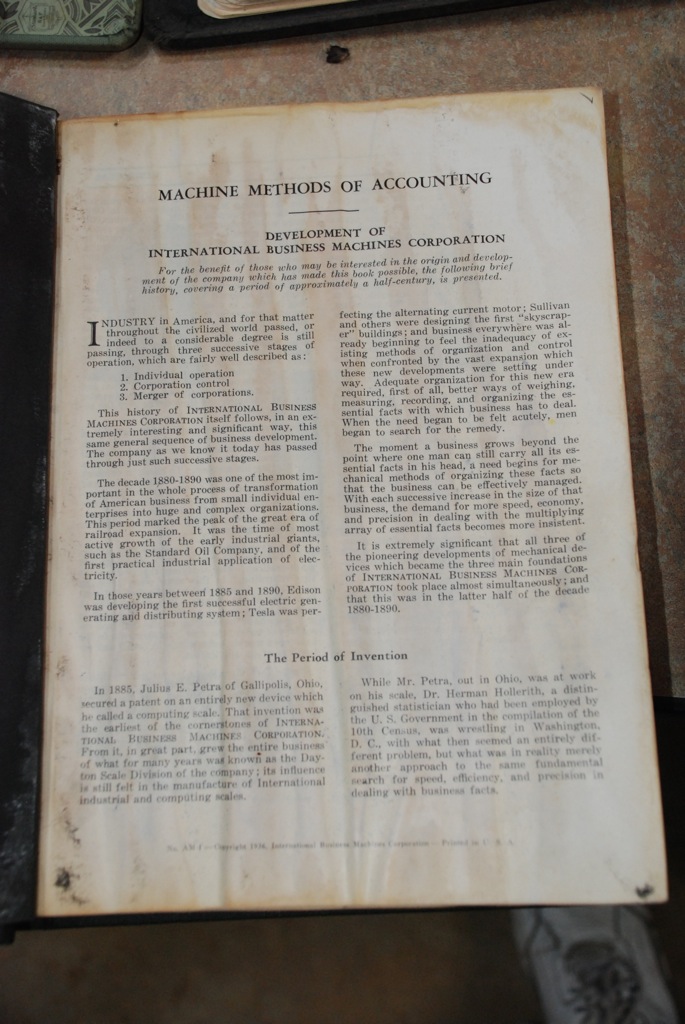 MACHINE METHODS OF ACCOUNTING
DEVELOPMENT OF
INTERNATIONAL BUSINESS MACHINES CORPORATION
For the benefit of those who may be interested in the origin and develop-
ment of the company which has made this book possible, the following brief
history, covering a period of approximately a half-century, is presented.
INDUSTRY in America, and for that matter
throughout the civilized world passed, or
indeed to a considerable degree is still
passing, through three successive stages of
operation, which are fairly well described as:
1. Individual operation
2. Corporation control
3. Merger of corporations.
This history of INTERNATIONAL BUSINESS
MACHINES CORPORATION itself follows, in an ex-
tremely interesting and significant way, this
same general sequence of business development.
The company as we know it today has passed
through just such successive stages.
The decade 1880-1890 was one of the most im-
portant in the whole process of transformation
of American business from small individual en-
terprises into huge and complex organizations.
This period marked the peak of the great era of
railroad expansion. It was the time of most
active growth of the early industrial giants,
such as the Standard Oil Company, and of the
first practical industrial application of elec-
tricity.
In those years between 1885 and 1890, Edison
was developing the first successful electric gen-
erating and distributing system; Tesla was per-
fecting the alternating current motor; Sullivan
and others were designing the first "skyscrap-
er" buildings; and business everywhere was al-
ready beginning to feel the inadequacy of ex-
isting methods of organization and control
when confronted by the vast expansion which
these new developments were setting under
way. Adequate organization for this new era
required, first of all, better ways of weighing,
measuring, recording, and organizing the es-
sential facts with which business has to deal.
When the need began to be felt acutely, men
began to search for the remedy.
The moment a business grows beyond the
point where one man can still carry all its es-
sential facts in his head, a need begins for me-
chanical methods of organizing these facts so
that the business can be effectively managed.
With each successive increase in the size of that
business, the demand for more speed, economy,
and precision in dealing with the multiplying
array of essential facts becomes more insistent.
It is extremely significant that all three of
the pioneering developments of mechanical de-
vices which became the three main foundations
of INTERNATIONAL BUSINESS MACHINES COR-
PORATION took place almost simultaneously; and
that this was in the latter half of the decade
1880-1890.
The Period of Invention
In 1885, Julius E. Petra of Gallipolis, Ohio,
secured a patent on an entirely new device which
he called a computing scale. That invention was
the earliest of the cornerstones of INTERNA-
TIONAL BUSINESS MACHINES CORPORATION.
From it, in great part, grew the entire business
of what for many years was known as the Day-
ton Scale Division of the company; its influence
is still felt in the manufacture of International
industrial and computing scales.
While Mr. Petra, out in Ohio, was at work
on his scale, Dr. Herman Hollerith, a distin-
guished statistician who had been employed by
the U. S. Government in the compilation of the
10th Census, was wrestling in Washington,
D. C., with what then seemed an entirely dif-
ferent problem, but what was in reality merely
another approach to the same fundamental
search for speed, efficiency, and precision in
dealing with business facts.
Copyright 1936, International Business Machines Corporation — Printed in U. S. A.